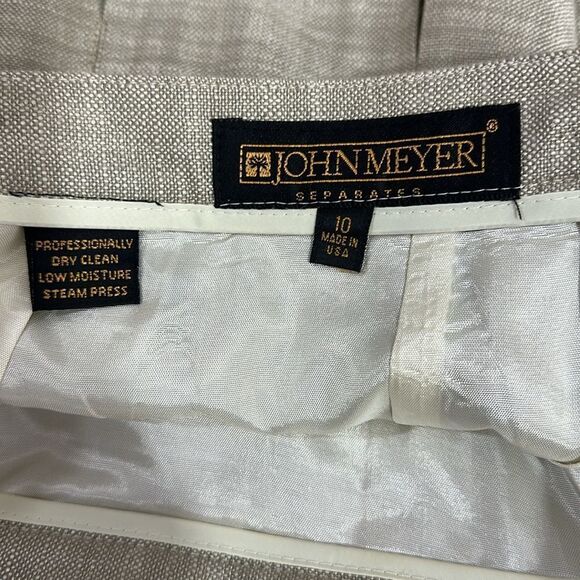 JOHN MEYER ®
SEPARATES
10
MADE IN
USA
PROFESSIONALLY
DRY CLEAN
LOW MOISTURE
STEAM PRESS